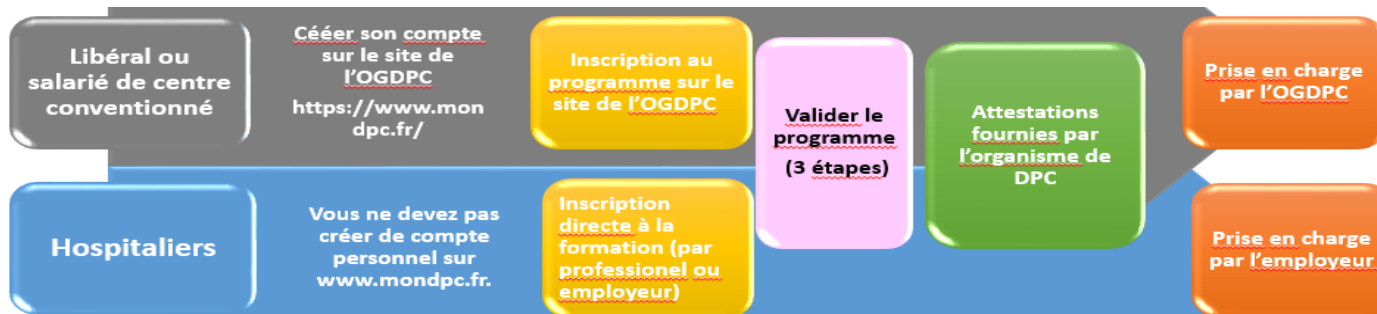 Libéral ou
salarié de centre
conventionné
Cééer son compte
sur le site de
l'OGDPC
https://www.mon
dpc.fr/
Inscription au
programme sur le
site de l'OGDPC
Valider le
programme
(3 étapes)
Attestations
fournies par
l'organisme de
DPC
Prise en charge
par l'OGDPC
Hospitaliers
Vous ne devez pas
créer de compte
personnel sur
www.mondpc.fr.
Inscription
directe à la
formation (par
professionel ou
employeur)
Prise en charge
par l'employeur